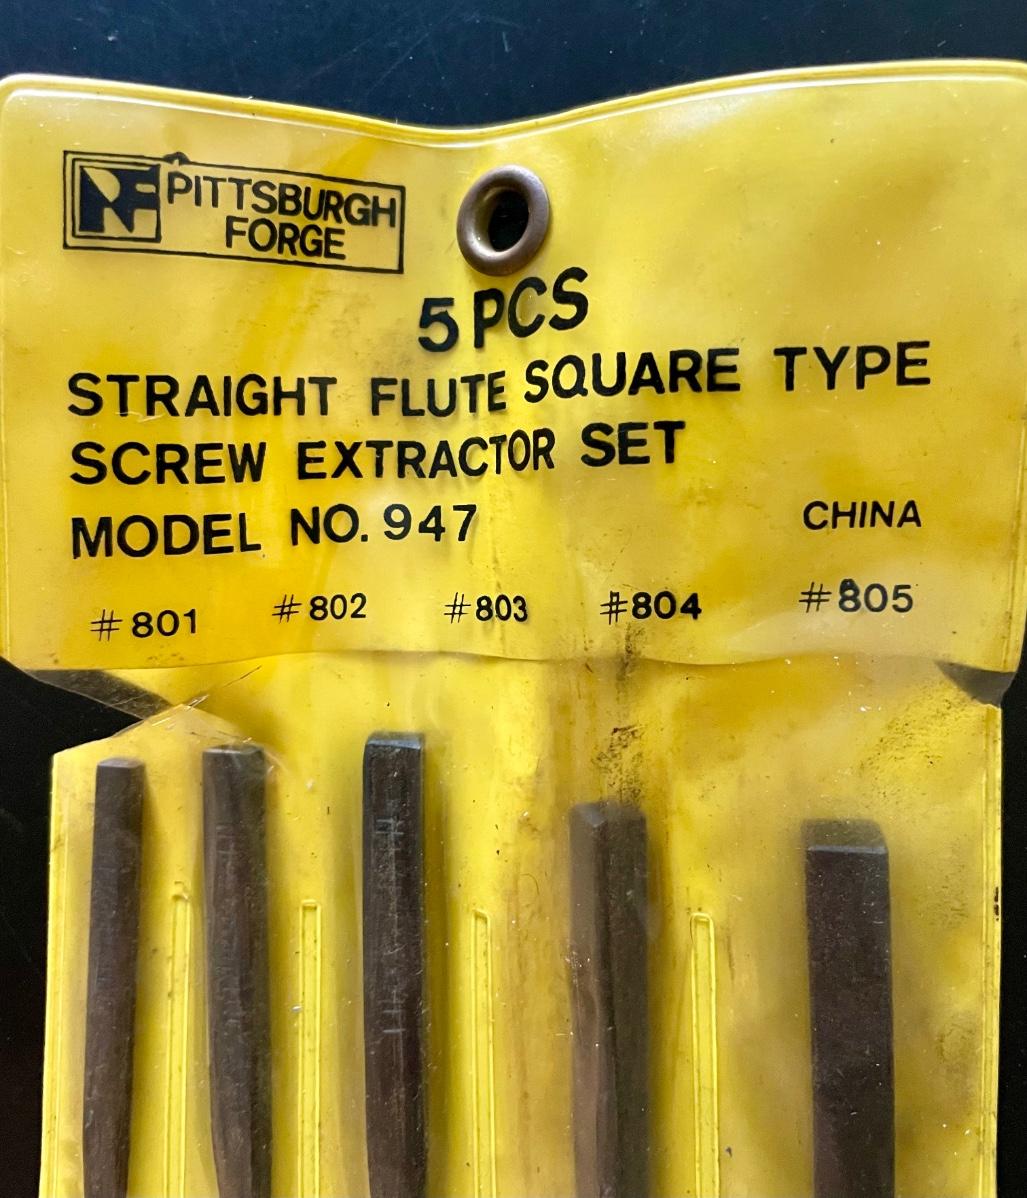 PF PITTSBURGH
FORGE
5 PCS
STRAIGHT FLUTE SQUARE TYPE
SCREW EXTRACTOR SET
MODEL NO. 947 CHINA
#801 #802 #803 #804 #805